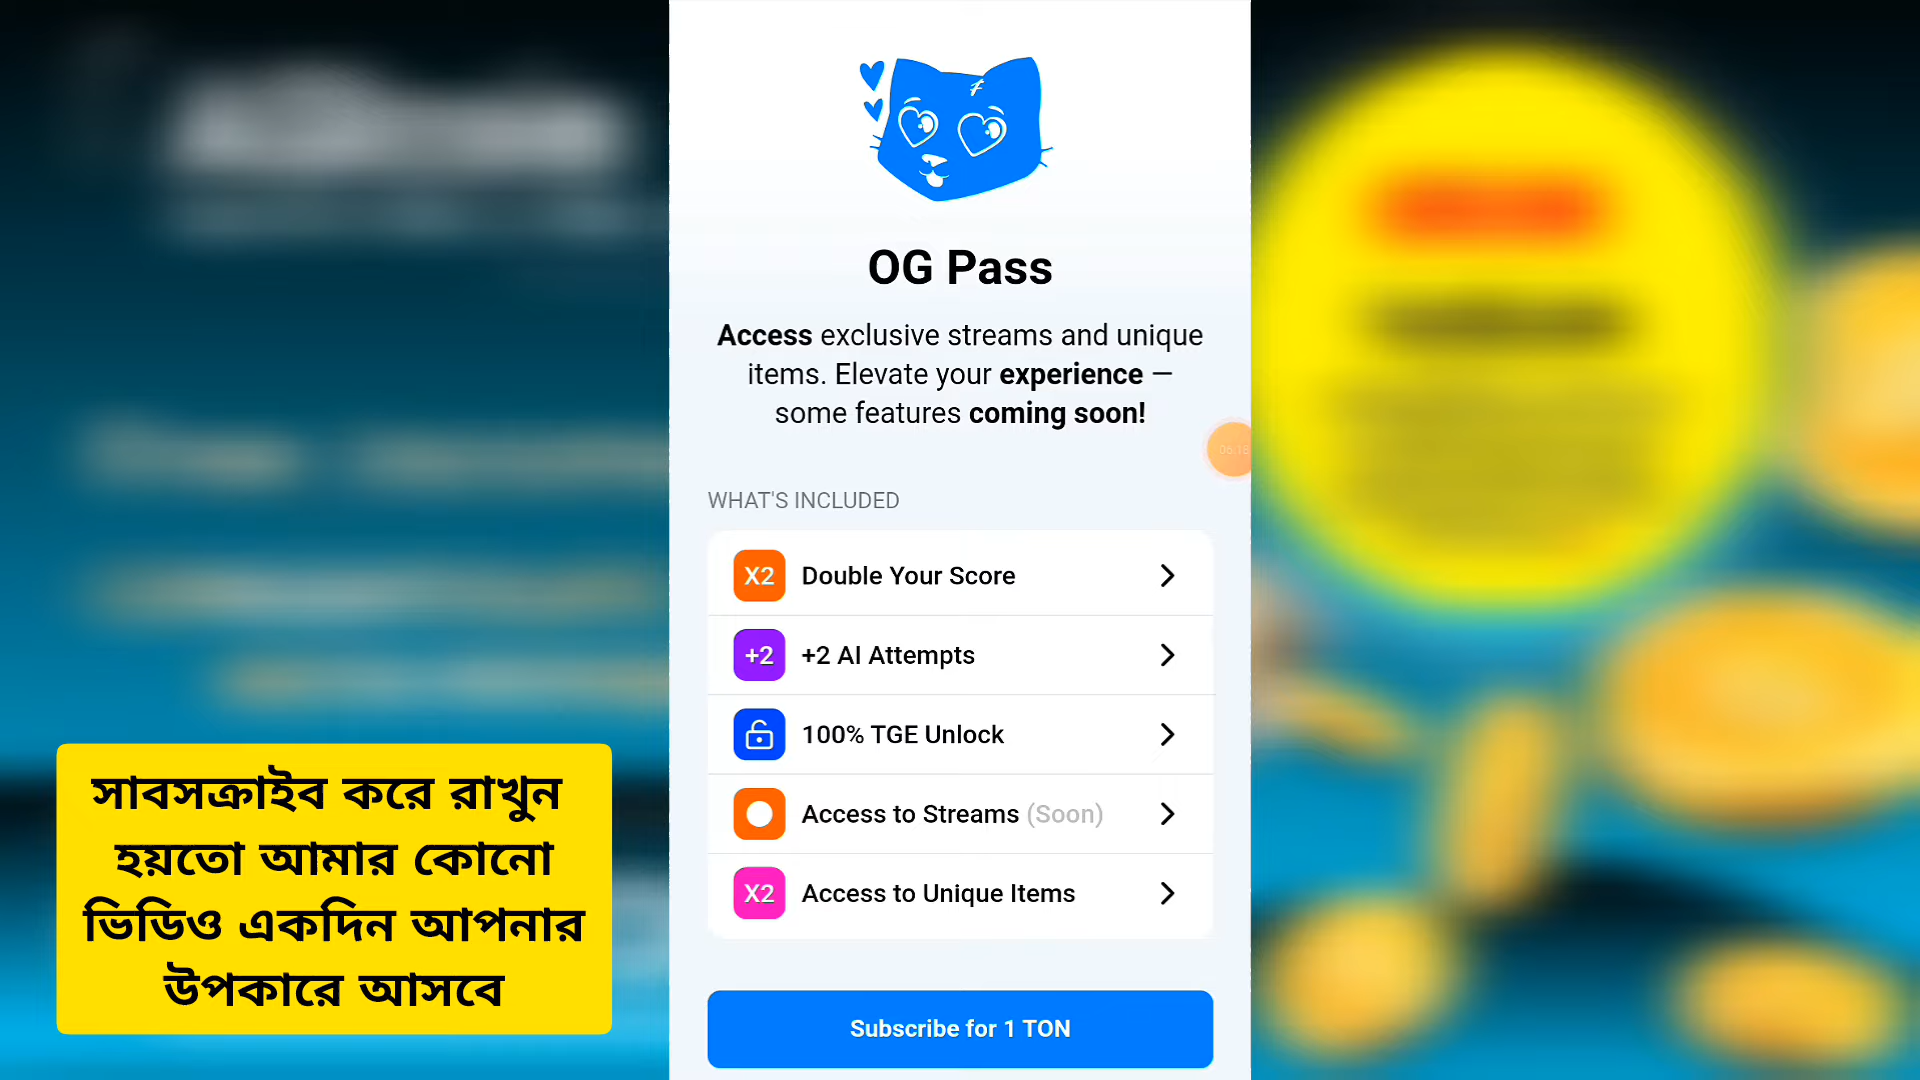 OG Pass
Access exclusive streams and unique
items. Elevate your experience —
some features coming soon!
WHAT'S INCLUDED
X2 Double Your Score
+2 +2 AI Attempts
100% TGE Unlock
Access to Streams (Soon)
X2 Access to Unique Items
Subscribe for 1 TON
সাবসক্রাইব করে রাখুন
হয়তো আমার কোনো
ভিডিও একদিন আপনার
উপকারে আসবে